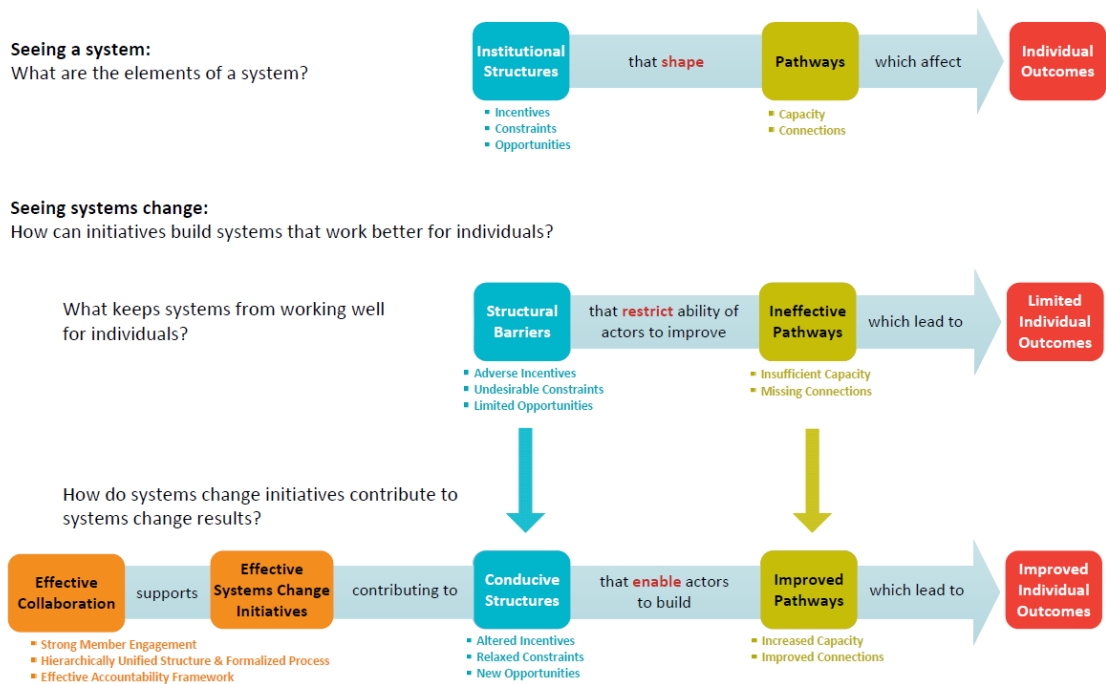 Seeing a system:
What are the elements of a system?
Institutional
Structures
that shape
Pathways
which affect
Individual
Outcomes
▪ Incentives
▪ Constraints
▪ Opportunities
▪ Capacity
▪ Connections
Seeing systems change:
How can initiatives build systems that work better for individuals?
What keeps systems from working well
for individuals?
Structural
Barriers
that restrict ability of
actors to improve
Ineffective
Pathways
which lead to
Limited
Individual
Outcomes
▪ Adverse Incentives
▪ Undesirable Constraints
▪ Limited Opportunities
▪ Insufficient Capacity
▪ Missing Connections
How do systems change initiatives contribute to
systems change results?
Effective
Collaboration
supports
Effective
Systems Change
Initiatives
contributing to
Conducive
Structures
that enable actors
to build
Improved
Pathways
which lead to
Improved
Individual
Outcomes
▪ Strong Member Engagement
▪ Hierarchically Unified Structure & Formalized Process
▪ Effective Accountability Framework
▪ Altered Incentives
▪ Relaxed Constraints
▪ New Opportunities
▪ Increased Capacity
▪ Improved Connections